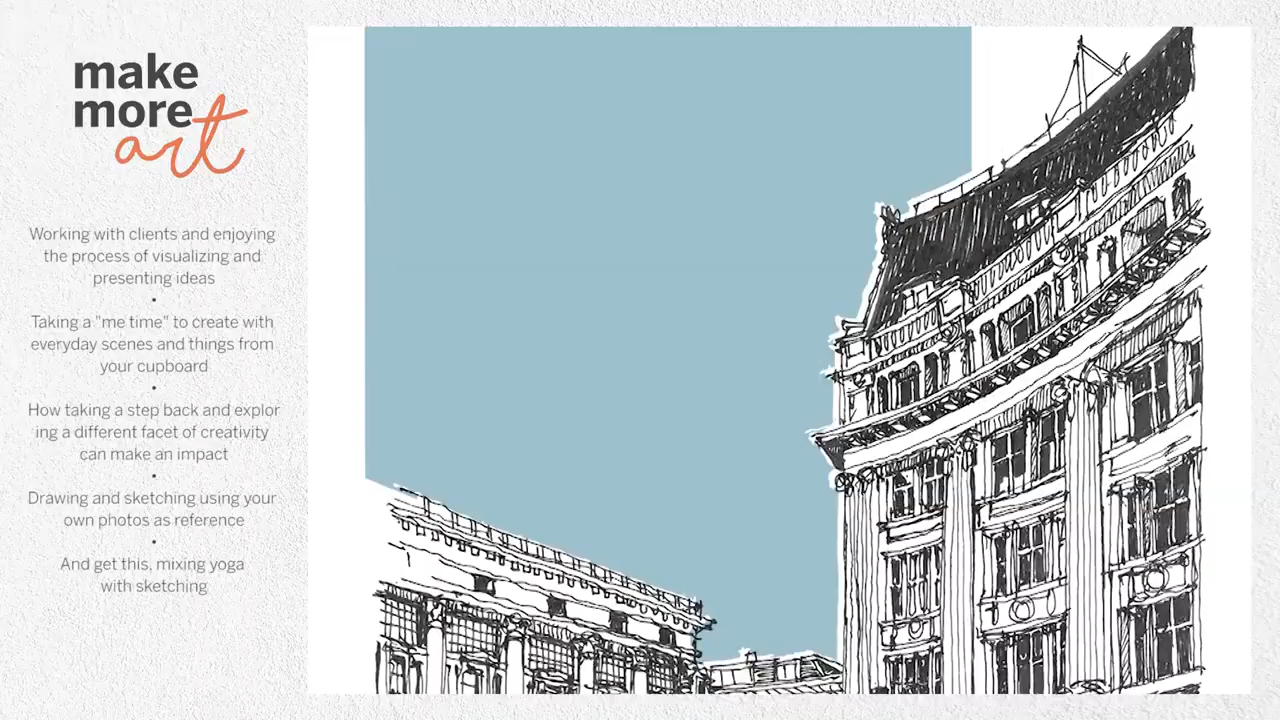 make
more
art
Working with clients and enjoying
the process of visualizing and
presenting ideas
•
Taking a "me time" to create with
everyday scenes and things from
your cupboard
•
How taking a step back and explor
ing a different facet of creativity
can make an impact
•
Drawing and sketching using your
own photos as reference
•
And get this, mixing yoga
with sketching